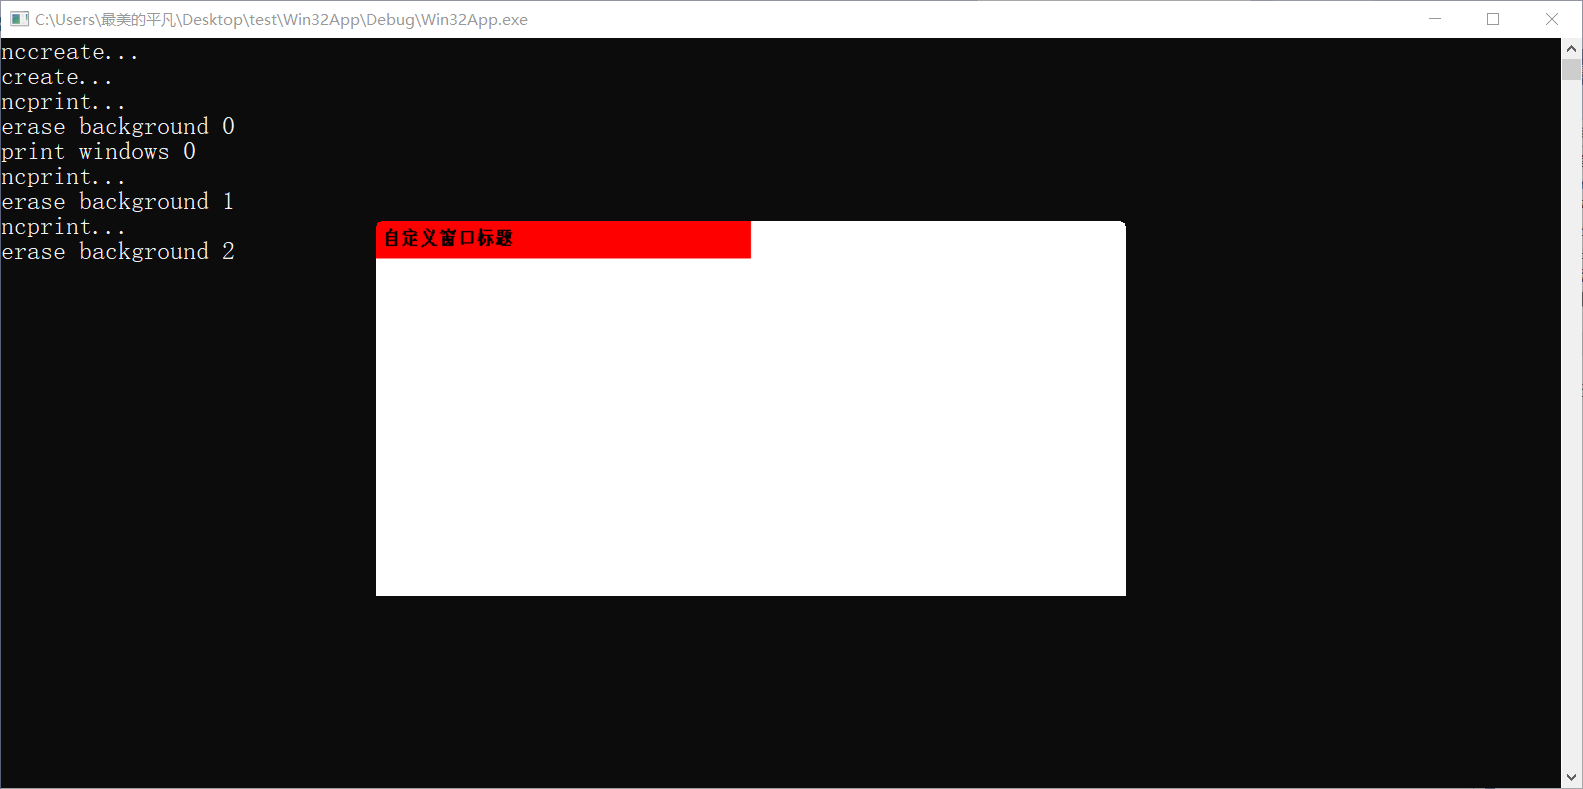 C:\Users\最美的平凡\Desktop\test\Win32App\Debug\Win32App.exe
nccreate...
create...
ncprint...
erase background 0
print windows 0
ncprint...
erase background 1
ncprint...
erase background 2
自定义窗口标题